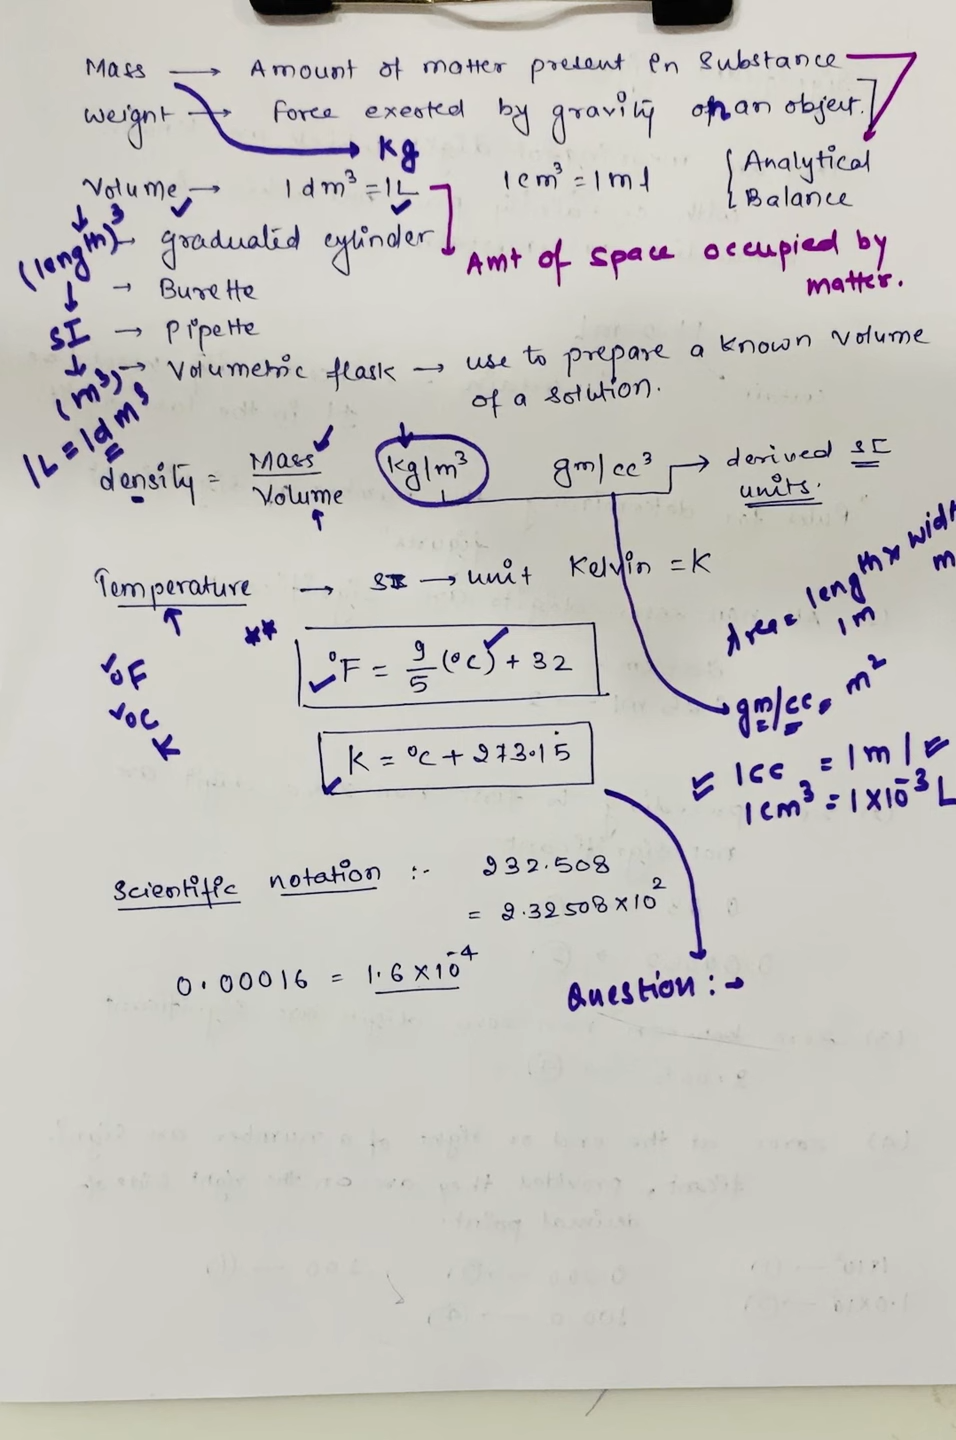 Mass → Amount of matter present in substance
weight → Force exerted by gravity on an object.
Kg
Analytical
Balance
Volume → 1dm³ = 1L 1cm³ = 1ml
(length)³
→ graduated cylinder
Amt of space occupied by
matter.
→ Burette
SI → Pipette
→ Volumetric flask → use to prepare a known volume
of a solution.
(m³)
1L = 1dm³
density = Mass/Volume kg/m³ gm/cc³ → derived SI
units.
Area = length × width
1m m
m²
Temperature → SI → unit Kelvin = K
**
°F = 9/5 (°C) + 32
°F
°C
K
gm/cc
K = °C + 273.15
1cc = 1ml
1cm³ = 1×10⁻³ L
Scientific notation :- 232.508
= 2.32508×10²
0.00016 = 1.6×10⁻⁴
Question :→